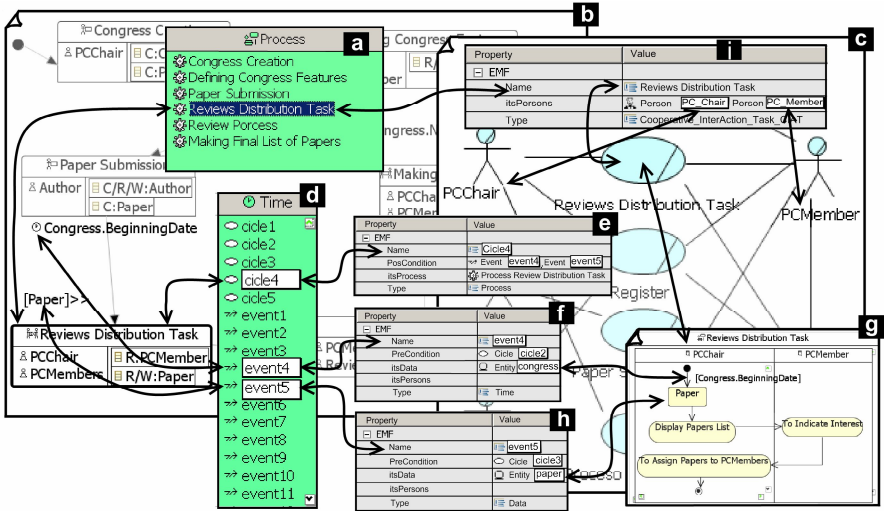 b
Congress Creation
PCChair
Process
a
Congress Creation
Defining Congress Features
Paper Submission
Reviews Distribution Task
Review Porcess
Making Final List of Papers
c
i
Property Value
EMF
Name Reviews Distribution Task
itsPersons Person PC_Chair Person PC_Member
Type Cooperative_InterAction_Task_CIAT
PCChair
Reviews Distribution Task
PCMember
Paper Submission
Author C/R/W:Author
C:Paper
Congress.BeginningDate
[Paper]>>
Reviews Distribution Task
PCChair R:PCMember
PCMembers R/W:Paper
Making
PCChai
PCMem
d
Time
cicle1
cicle2
cicle3
cicle4
cicle5
event1
event2
event3
event4
event5
event6
event7
event8
event9
event10
event11
e
Property Value
EMF
Name Cicle4
PosCondition Event event4, Event event5
itsProcess Process Review Distribution Task
Type Process
Register
f
Property Value
EMF
Name event4
PreCondition Cicle cicle2
itsData Entity congress
itsPersons
Type Time
Paper S
h
Property Value
EMF
Name event5
PreCondition Cicle cicle3
itsData Entity paper
itsPersons
Type Data
g
Reviews Distribution Task
PCChair PCMember
[Congress.BeginningDate]
Paper
Display Papers List
To Indicate Interest
To Assign Papers to PCMembers